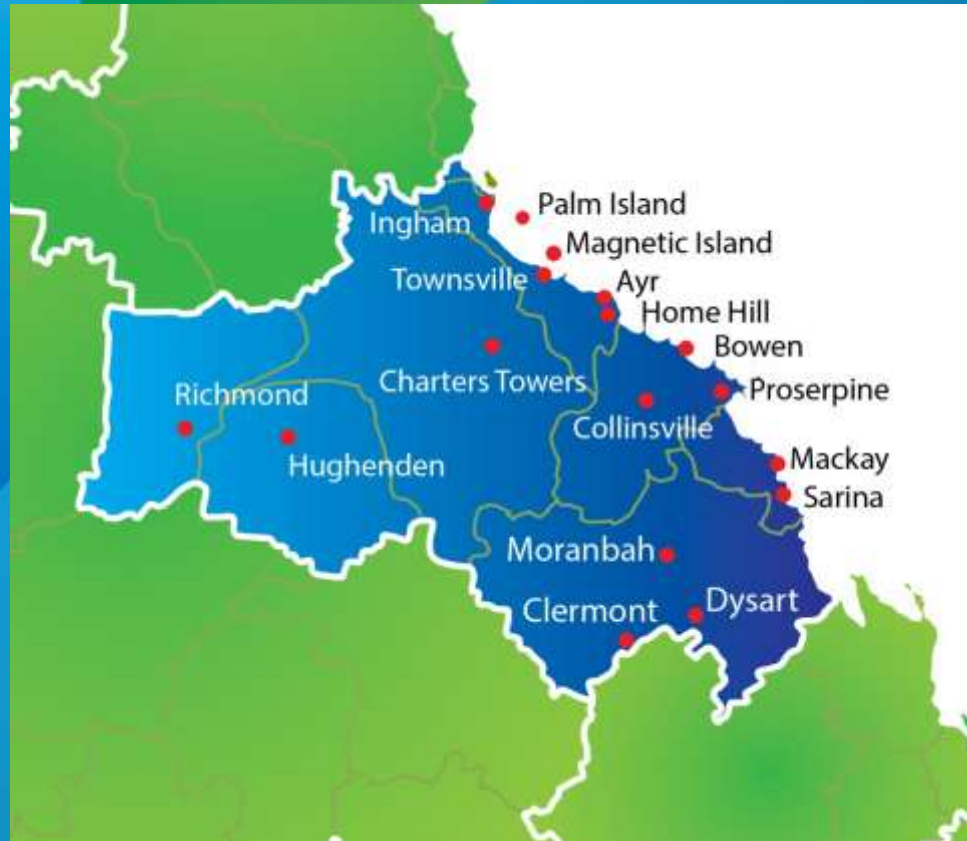 Ingham
Palm Island
Magnetic Island
Townsville
Ayr
Home Hill
Bowen
Charters Towers
Proserpine
Richmond
Collinsville
Hughenden
Mackay
Sarina
Moranbah
Dysart
Clermont